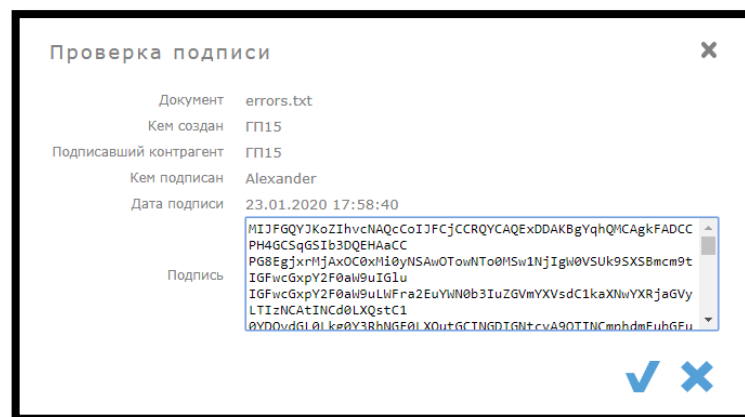 Проверка подписи
Документ errors.txt
Кем создан ГП15
Подписавший контрагент ГП15
Кем подписан Alexander
Дата подписи 23.01.2020 17:58:40
Подпись
MIJFGQYJKoZIhvcNAQcCoIJFCjCCRQYCAQExDDAKBgYqhQMCAgkFADCC
PH4GCSqGSIb3DQEHAaCC
PG8EgjxrMjAxOC0xMi0yNSAwOTowNTo0MSw1NjIgW0VSUk9SXSBmcm9t
IGFwcGxpY2F0aW9uIGlu
IGFwcGxpY2F0aW9uLWFra2EuYWN0b3IuZGVmYXVsdC1kaXNwYXRjaGVy
LTIzNCAtINCd0LXQstC1